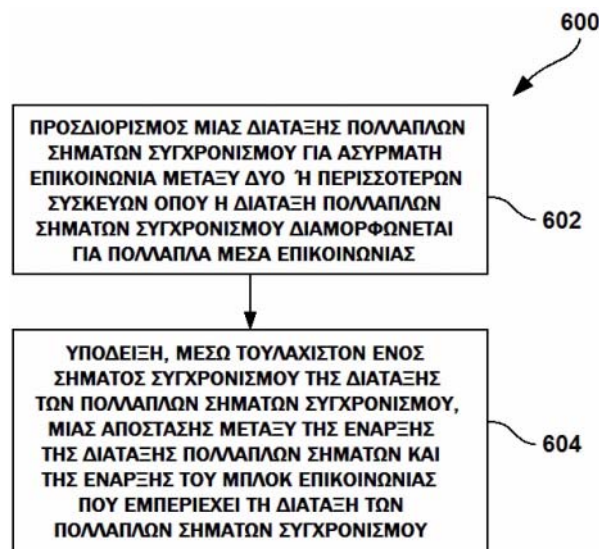 600
ΠΡΟΣΔΙΟΡΙΣΜΟΣ ΜΙΑΣ ΔΙΑΤΑΞΗΣ ΠΟΛΛΑΠΛΩΝ
ΣΗΜΑΤΩΝ ΣΥΓΧΡΟΝΙΣΜΟΥ ΓΙΑ ΑΣΥΡΜΑΤΗ
ΕΠΙΚΟΙΝΩΝΙΑ ΜΕΤΑΞΥ ΔΥΟ Ή ΠΕΡΙΣΣΟΤΕΡΩΝ
ΣΥΣΚΕΥΩΝ ΟΠΟΥ Η ΔΙΑΤΑΞΗ ΠΟΛΛΑΠΛΩΝ
ΣΗΜΑΤΩΝ ΣΥΓΧΡΟΝΙΣΜΟΥ ΔΙΑΜΟΡΦΩΝΕΤΑΙ
ΓΙΑ ΠΟΛΛΑΠΛΑ ΜΕΣΑ ΕΠΙΚΟΙΝΩΝΙΑΣ
602
ΥΠΟΔΕΙΞΗ, ΜΕΣΩ ΤΟΥΛΑΧΙΣΤΟΝ ΕΝΟΣ
ΣΗΜΑΤΟΣ ΣΥΓΧΡΟΝΙΣΜΟΥ ΤΗΣ ΔΙΑΤΑΞΗΣ
ΤΩΝ ΠΟΛΛΑΠΛΩΝ ΣΗΜΑΤΩΝ ΣΥΓΧΡΟΝΙΣΜΟΥ,
ΜΙΑΣ ΑΠΟΣΤΑΣΗΣ ΜΕΤΑΞΥ ΤΗΣ ΕΝΑΡΞΗΣ
ΤΗΣ ΔΙΑΤΑΞΗΣ ΠΟΛΛΑΠΛΩΝ ΣΗΜΑΤΩΝ ΚΑΙ
ΤΗΣ ΕΝΑΡΞΗΣ ΤΟΥ ΜΠΛΟΚ ΕΠΙΚΟΙΝΩΝΙΑΣ
ΠΟΥ ΕΜΠΕΡΙΕΧΕΙ ΤΗ ΔΙΑΤΑΞΗ ΤΩΝ
ΠΟΛΛΑΠΛΩΝ ΣΗΜΑΤΩΝ ΣΥΓΧΡΟΝΙΣΜΟΥ
604